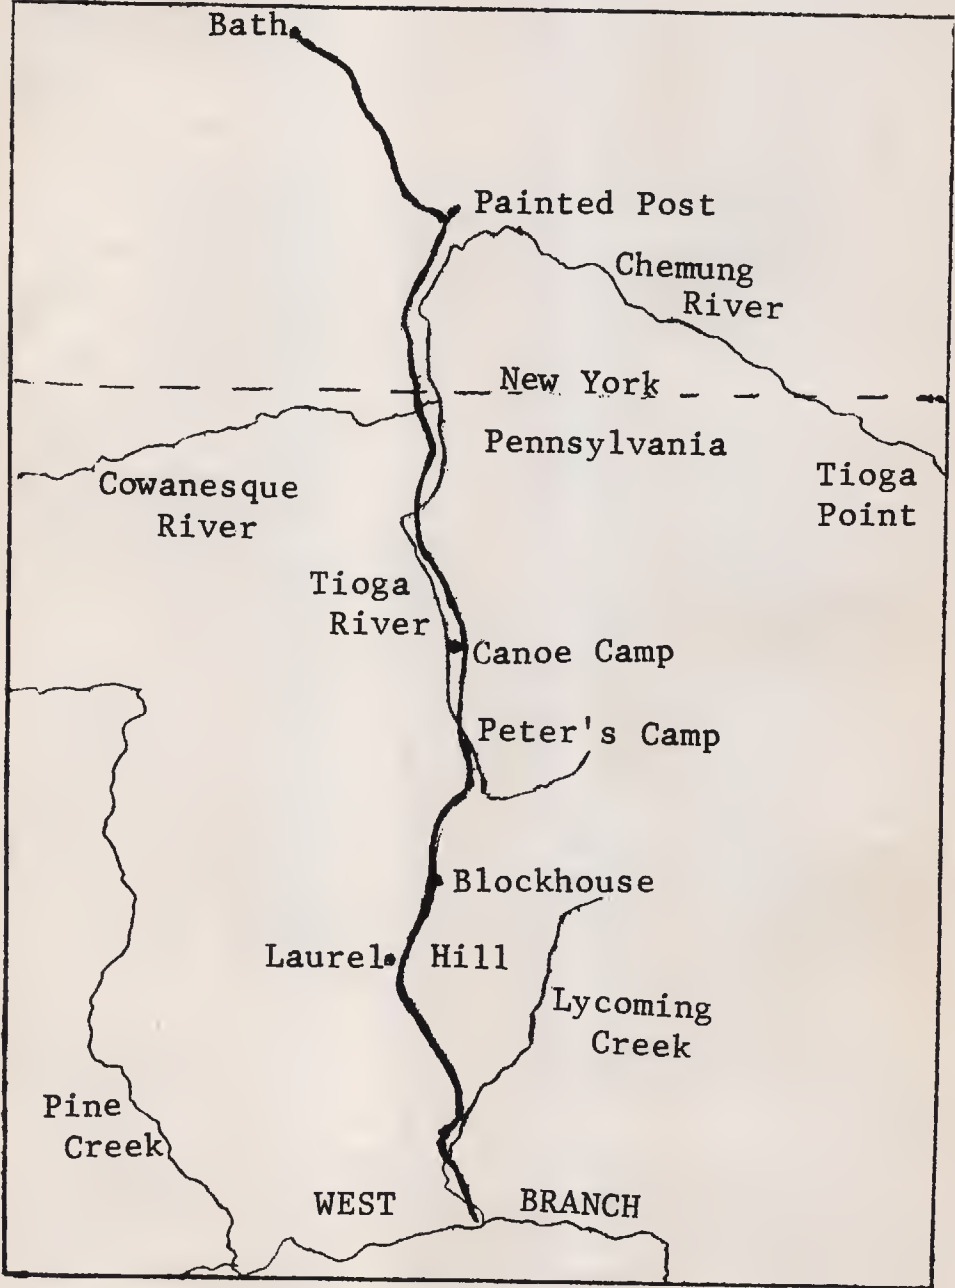 Bath
Painted Post
Chemung
River
New York
Pennsylvania
Cowanesque
River
Tioga
Point
Tioga
River
Canoe Camp
Peter's Camp
Blockhouse
Laurel Hill
Lycoming
Creek
Pine
Creek
WEST BRANCH